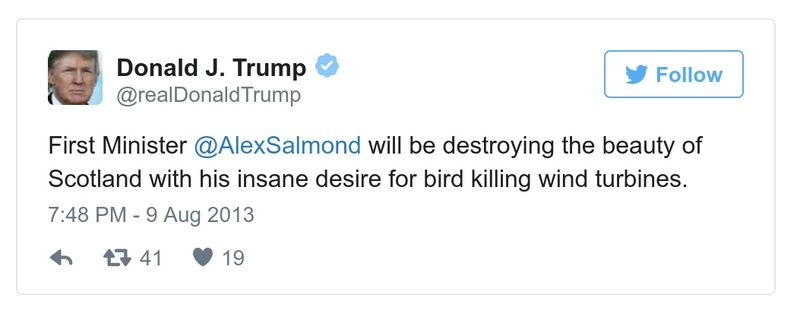 Donald J. Trump
Follow
@realDonaldTrump
First Minister @AlexSalmond will be destroying the beauty of
Scotland with his insane desire for bird killing wind turbines.
7:48 PM - 9 Aug 2013
41 19